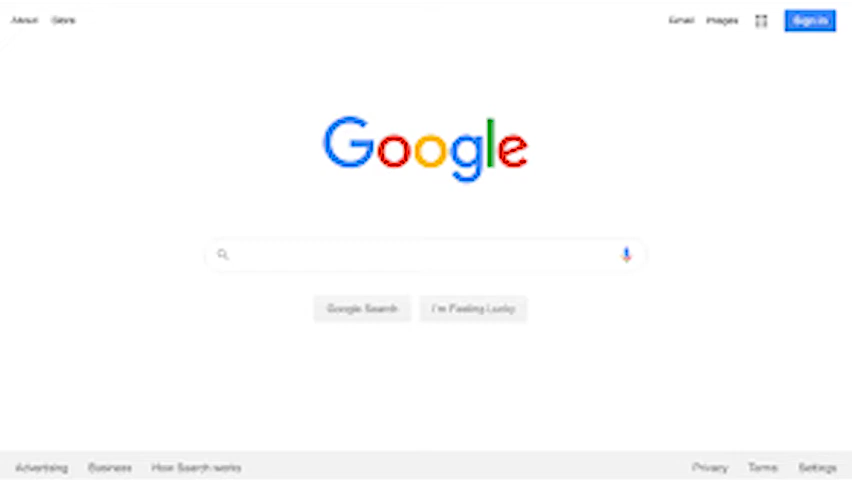 About Store
Gmail Images Sign in
Google
Google Search I'm Feeling Lucky
Advertising Business How Search works
Privacy Terms Settings